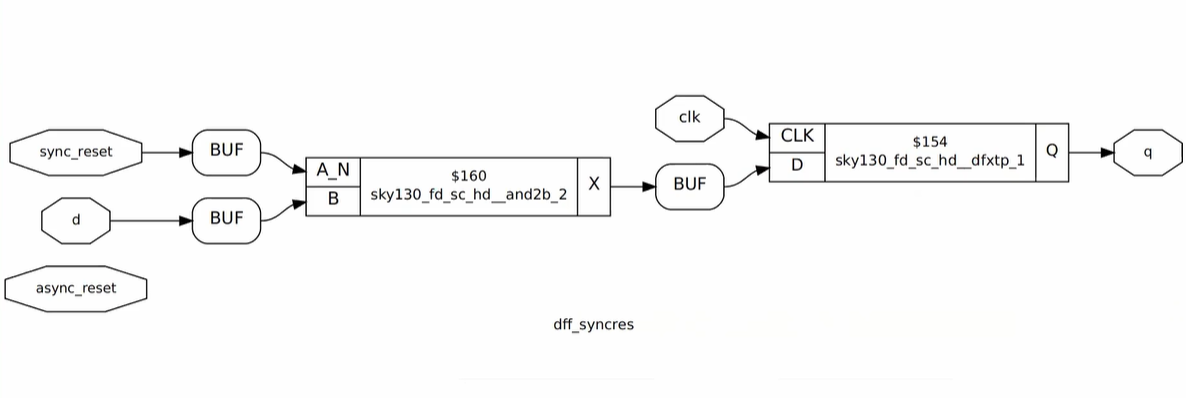 sync_reset
BUF
d
BUF
async_reset
A_N
B
$160
sky130_fd_sc_hd__and2b_2
X
clk
BUF
CLK
D
$154
sky130_fd_sc_hd__dfxtp_1
Q
q
dff_syncres